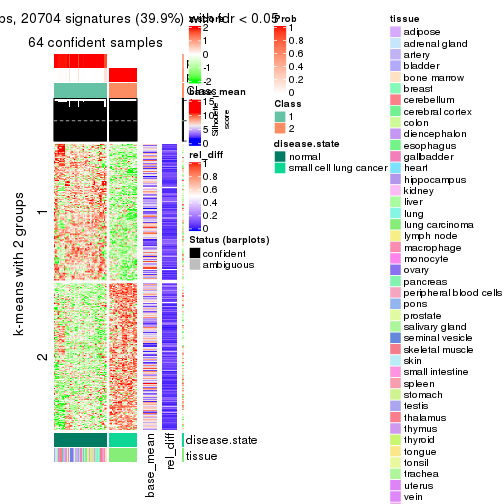 ps, 20704 signatures (39.9%) with fdr < 0.05
64 confident samples
k-means with 2 groups
1
2
Class
Silhouette
score
z-score
2
1
0
-1
-2
base_mean
15
10
5
0
rel_diff
1
0.8
0.6
0.4
0.2
0
Status (barplots)
confident
ambiguous
Prob
1
0.8
0.6
0.4
0.2
0
Class
1
2
disease.state
normal
small cell lung cancer
tissue
adipose
adrenal gland
artery
bladder
bone marrow
breast
cerebellum
cerebral cortex
colon
diencephalon
esophagus
gallbadder
heart
hippocampus
kidney
liver
lung
lung carcinoma
lymph node
macrophage
monocyte
ovary
pancreas
peripheral blood cells
pons
prostate
salivary gland
seminal vesicle
skeletal muscle
skin
small intestine
spleen
stomach
testis
thalamus
thymus
thyroid
tongue
tonsil
trachea
uterus
vein
disease.state
tissue
base_mean
rel_diff